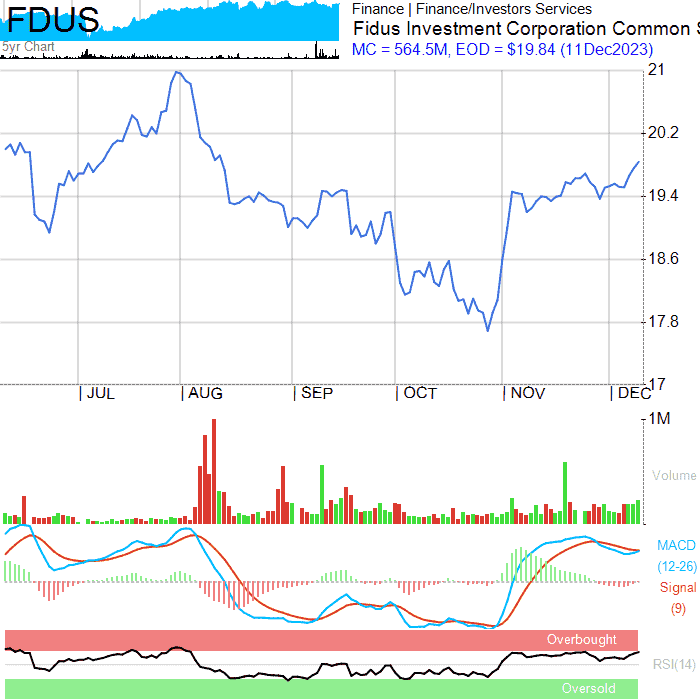 FDUS
5yr Chart
Finance | Finance/Investors Services
Fidus Investment Corporation Common S
MC = 564.5M, EOD = $19.84 (11Dec2023)
21
20.2
19.4
18.6
17.8
17
| JUL | AUG | SEP | OCT | NOV | DEC
1M
Volume
MACD
(12-26)
Signal
(9)
Overbought
RSI(14)
Oversold